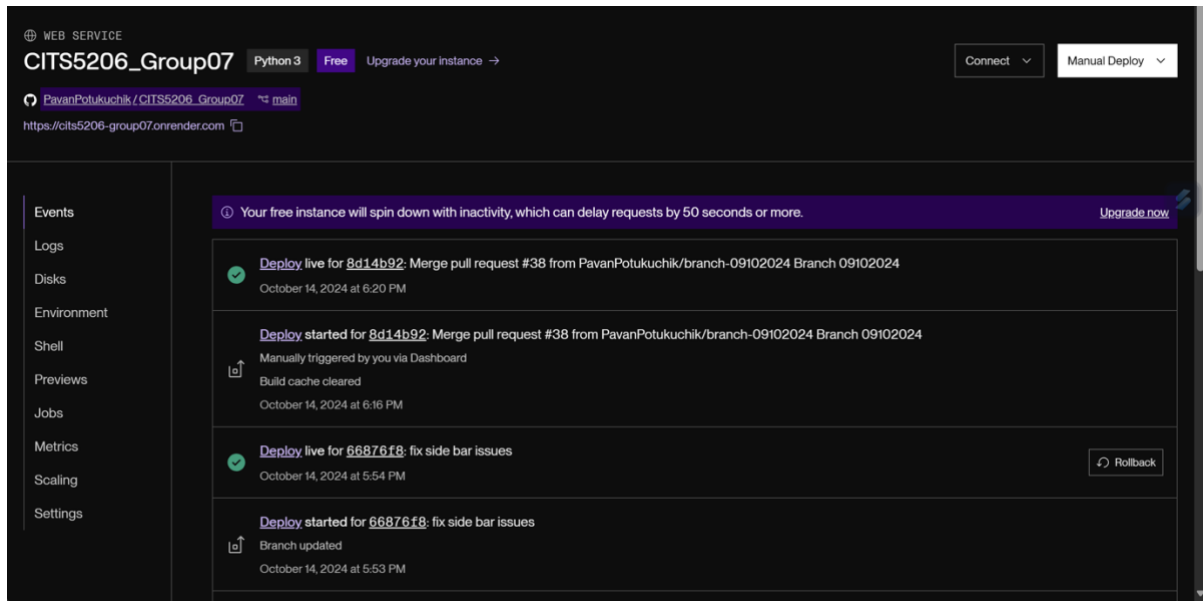 WEB SERVICE
CITS5206_Group07 Python 3 Free Upgrade your instance →
Connect Manual Deploy
PavanPotukuchik / CITS5206_Group07 main
https://cits5206-group07.onrender.com
Events
Logs
Disks
Environment
Shell
Previews
Jobs
Metrics
Scaling
Settings
Your free instance will spin down with inactivity, which can delay requests by 50 seconds or more. Upgrade now
Deploy live for 8d14b92: Merge pull request #38 from PavanPotukuchik/branch-09102024 Branch 09102024
October 14, 2024 at 6:20 PM
Deploy started for 8d14b92: Merge pull request #38 from PavanPotukuchik/branch-09102024 Branch 09102024
Manually triggered by you via Dashboard
Build cache cleared
October 14, 2024 at 6:16 PM
Deploy live for 66876f8: fix side bar issues
October 14, 2024 at 5:54 PM
Rollback
Deploy started for 66876f8: fix side bar issues
Branch updated
October 14, 2024 at 5:53 PM